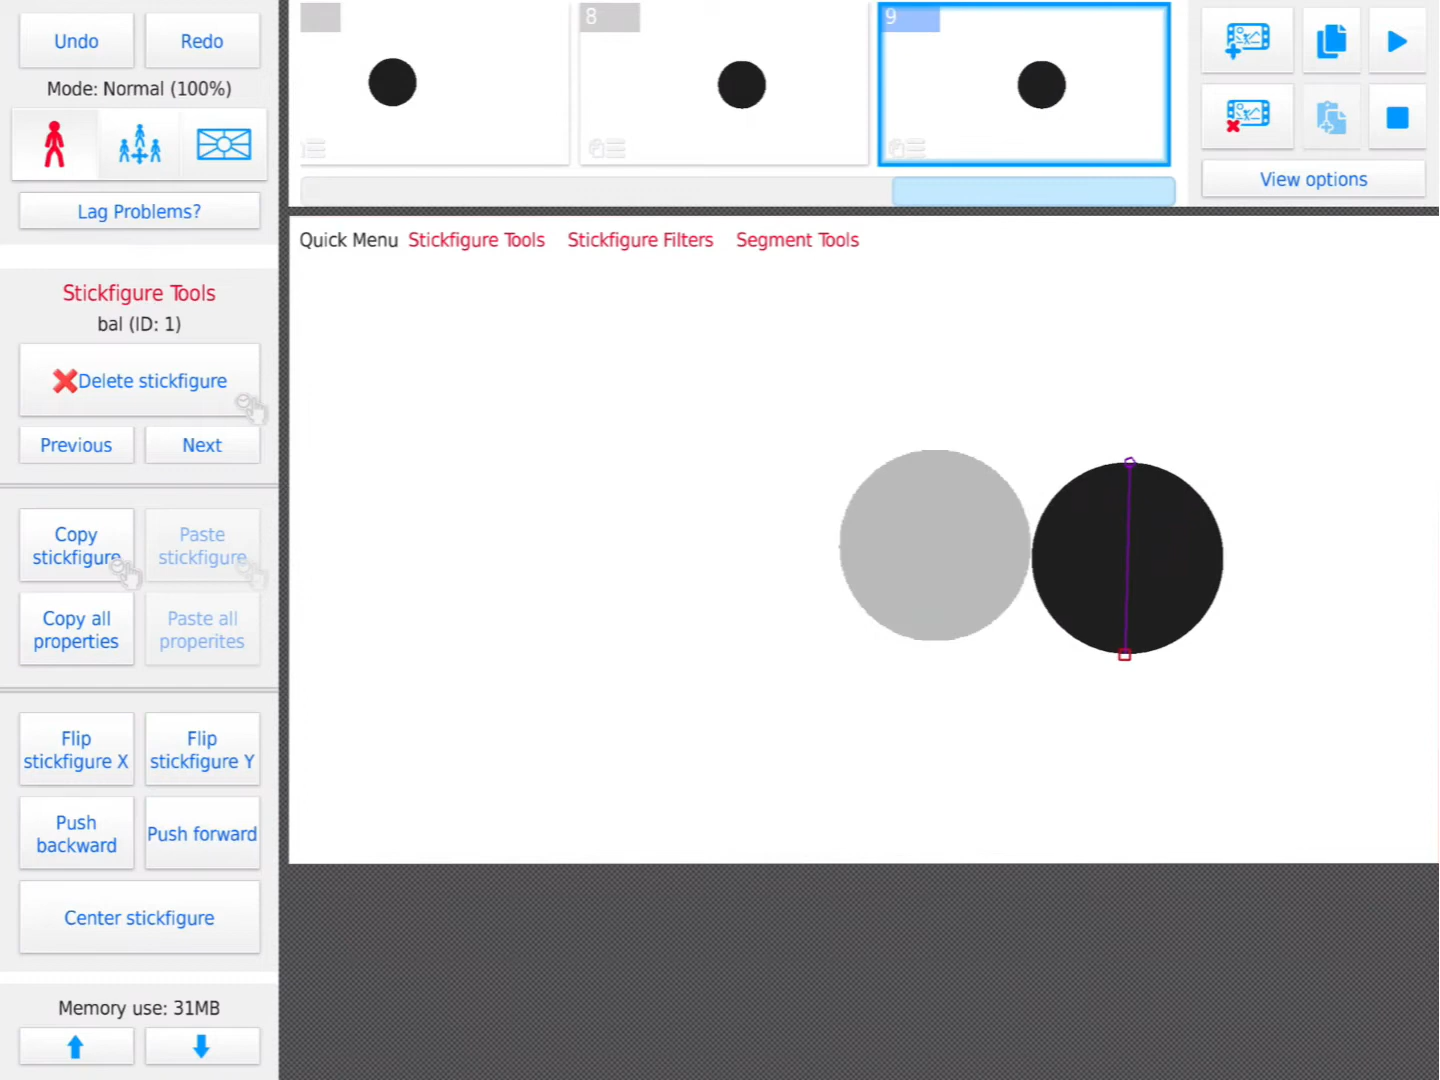 Undo
Redo
Mode: Normal (100%)
Lag Problems?
8
9
View options
Quick Menu Stickfigure Tools Stickfigure Filters Segment Tools
Stickfigure Tools
bal (ID: 1)
Delete stickfigure
Previous
Next
Copy
stickfigure
Paste
stickfigure
Copy all
properties
Paste all
properites
Flip
stickfigure X
Flip
stickfigure Y
Push
backward
Push forward
Center stickfigure
Memory use: 31MB